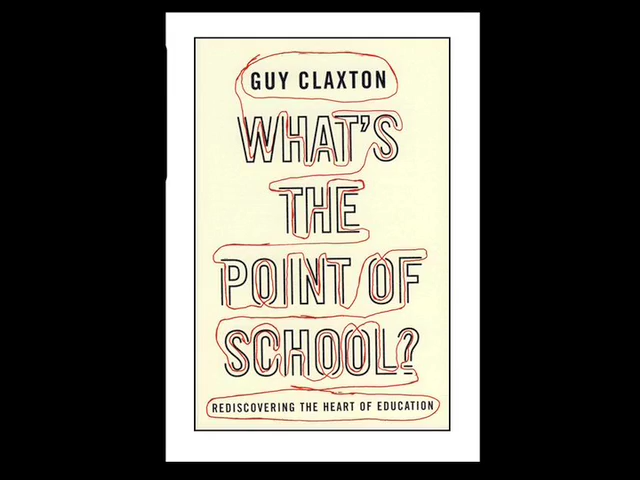 GUY CLAXTON
WHAT'S
THE
POINT OF
SCHOOL?
REDISCOVERING THE HEART OF EDUCATION